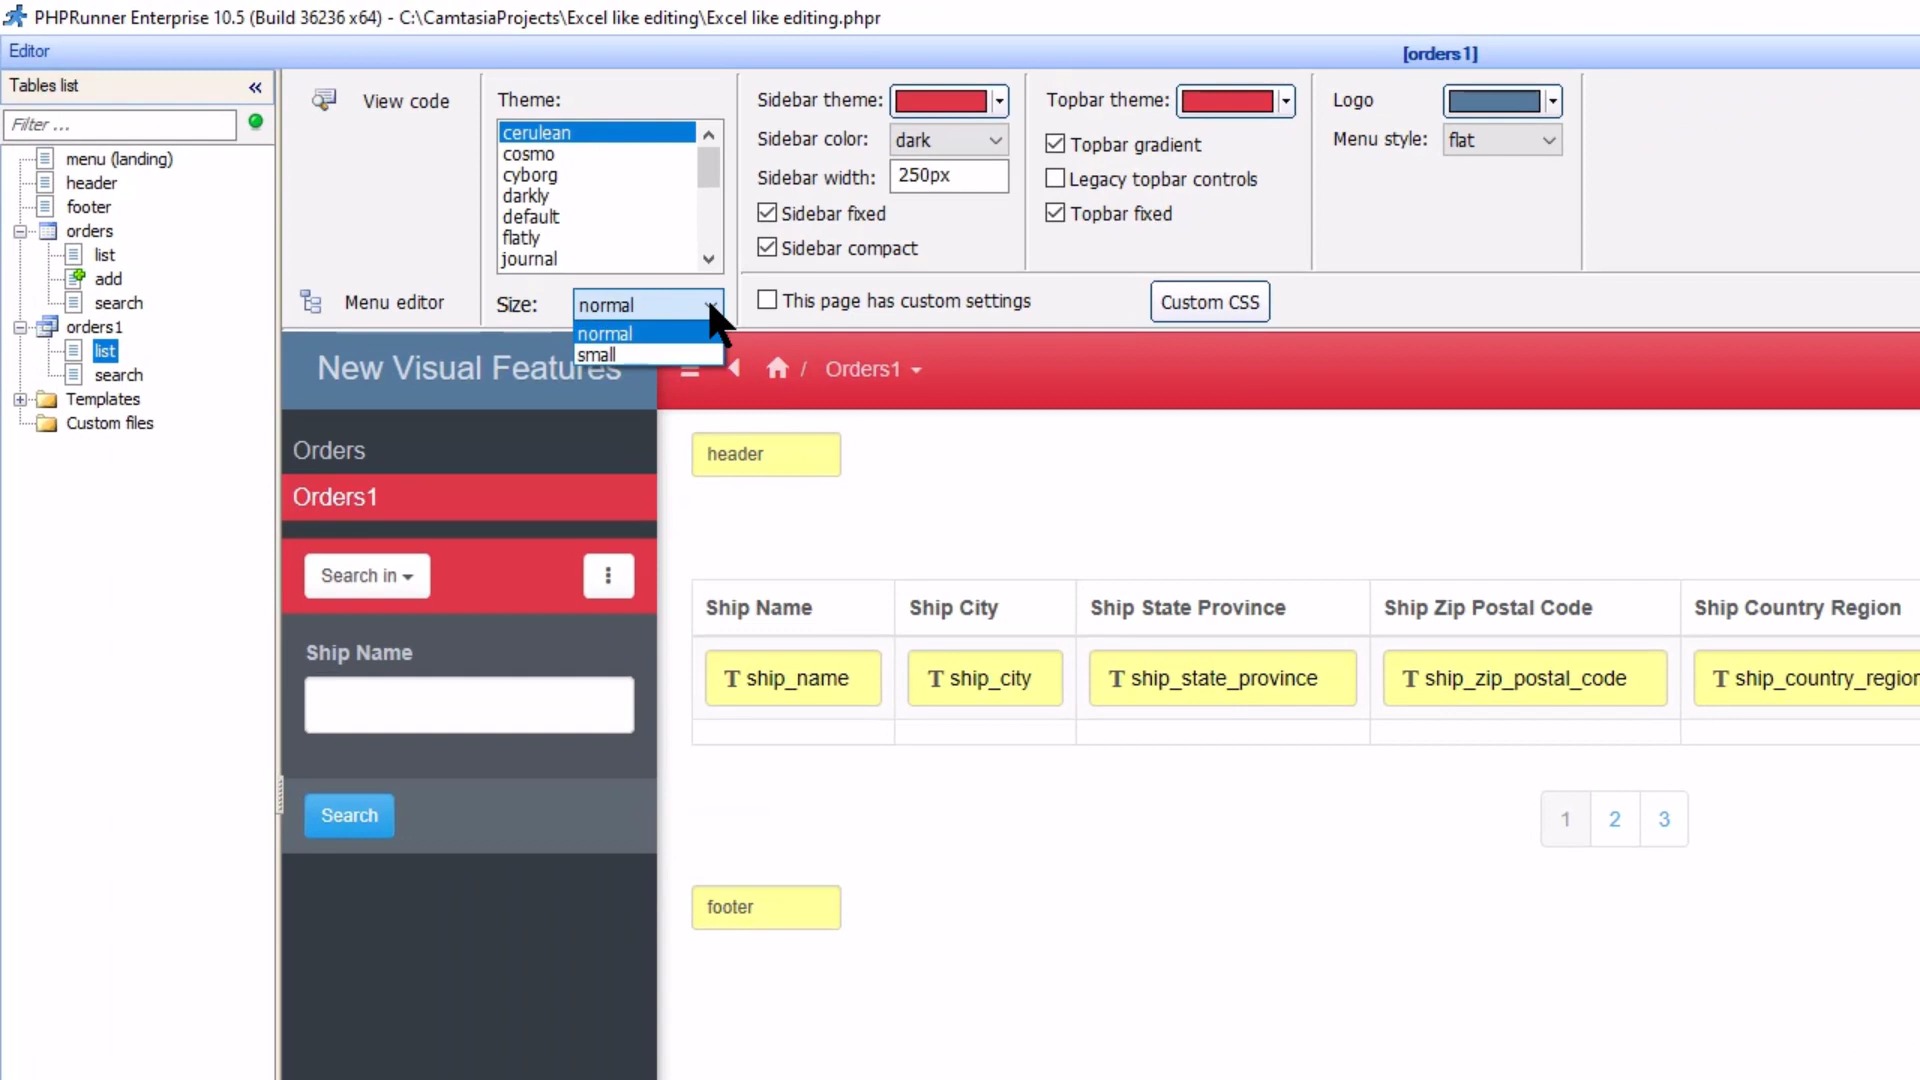 PHPRunner Enterprise 10.5 (Build 36236 x64) - C:\CamtasiaProjects\Excel like editing\Excel like editing.phpr
Editor
[orders1]
Tables list
«
Filter ...
menu (landing)
header
footer
orders
list
add
search
orders1
list
search
Templates
Custom files
View code
Menu editor
Theme:
cerulean
cosmo
cyborg
darkly
default
flatly
journal
Size:
normal
normal
small
Sidebar theme:
Sidebar color:
dark
Sidebar width:
250px
Sidebar fixed
Sidebar compact
Topbar theme:
Topbar gradient
Legacy topbar controls
Topbar fixed
Logo
Menu style:
flat
This page has custom settings
Custom CSS
New Visual Features
/ Orders1
Orders
Orders1
Search in
Ship Name
Search
header
Ship Name Ship City Ship State Province Ship Zip Postal Code Ship Country Region
T ship_name T ship_city T ship_state_province T ship_zip_postal_code T ship_country_region
1 2 3
footer